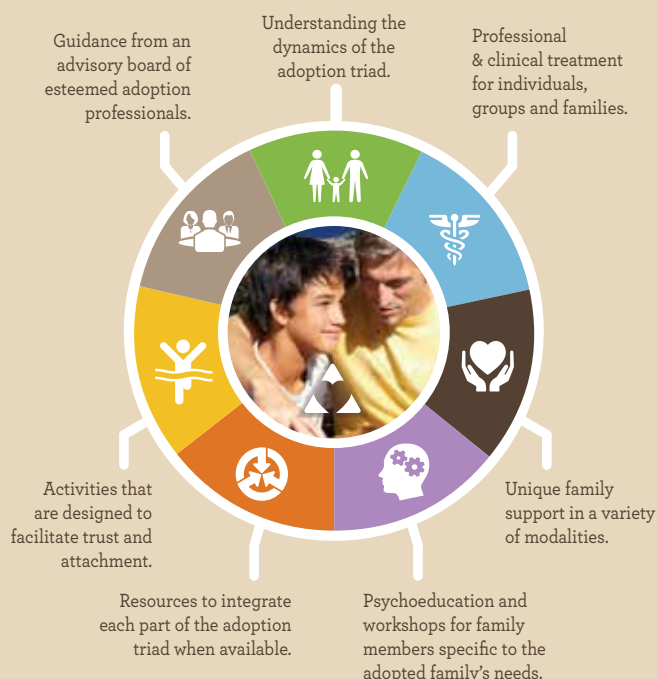 Understanding the
dynamics of the
adoption triad.
Professional
& clinical treatment
for individuals,
groups and families.
Unique family
support in a variety
of modalities.
Psychoeducation and
workshops for family
members specific to the
adopted family's needs.
Resources to integrate
each part of the adoption
triad when available.
Activities that
are designed to
facilitate trust and
attachment.
Guidance from an
advisory board of
esteemed adoption
professionals.